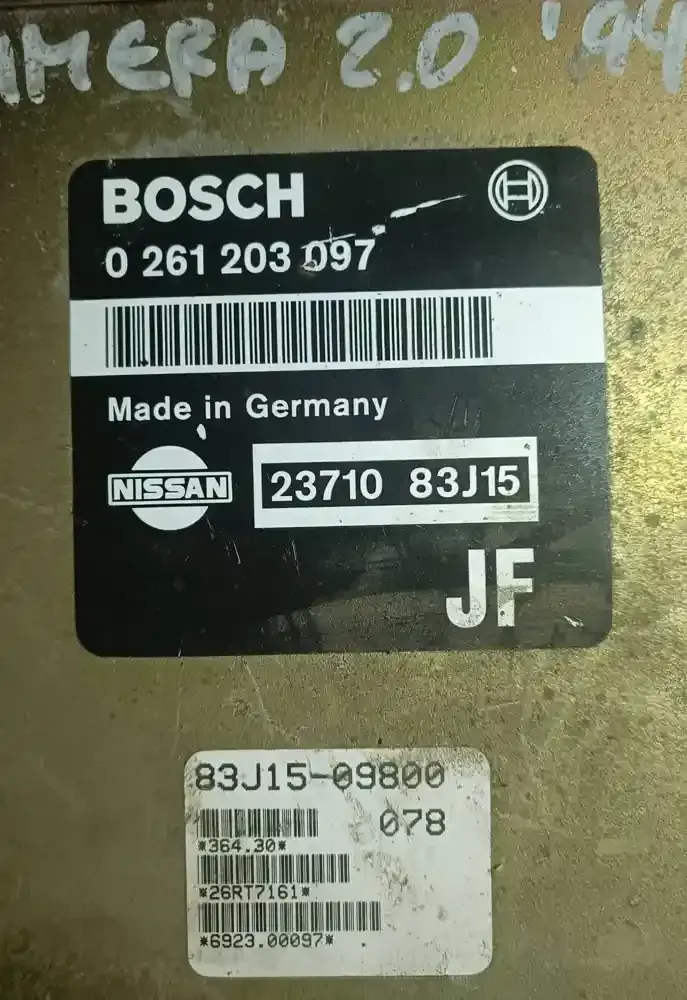 IMERA 2.0 '94
BOSCH
0 261 203 097
Made in Germany
NISSAN
23710 83J15
JF
83J15-09800
078
*364.30*
*26RT7161*
*6923.00097*